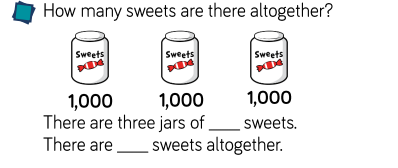 How many sweets are there altogether?
Sweets Sweets Sweets
1,000 1,000 1,000
There are three jars of ____ sweets.
There are ____ sweets altogether.